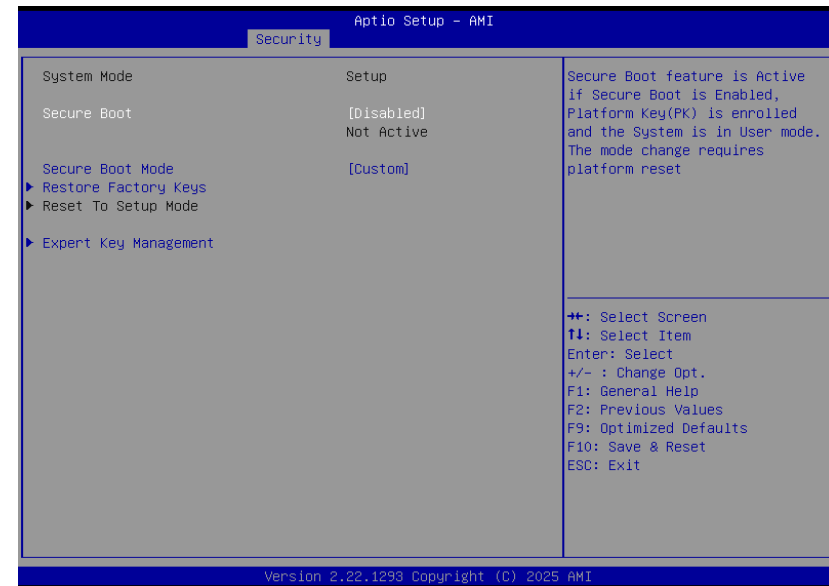 Aptio Setup – AMI
Security
System Mode Setup
Secure Boot [Disabled]
Not Active
Secure Boot Mode [Custom]
▶ Restore Factory Keys
▶ Reset To Setup Mode
▶ Expert Key Management
Secure Boot feature is Active
if Secure Boot is Enabled,
Platform Key(PK) is enrolled
and the System is in User mode.
The mode change requires
platform reset
→←: Select Screen
↑↓: Select Item
Enter: Select
+/- : Change Opt.
F1: General Help
F2: Previous Values
F9: Optimized Defaults
F10: Save & Reset
ESC: Exit
Version 2.22.1293 Copyright (C) 2025 AMI